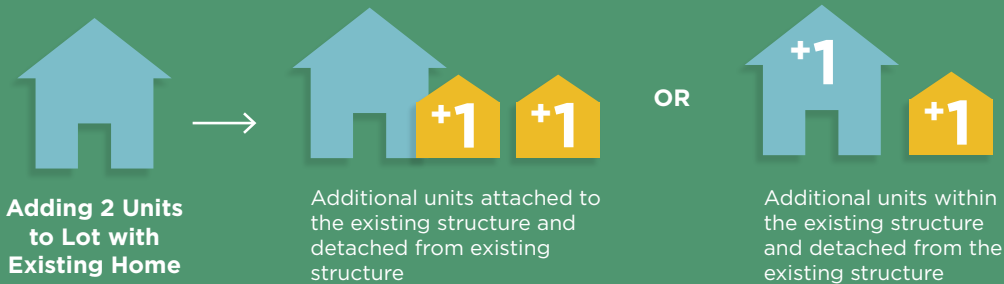 +1
+1
OR
+1
+1
Adding 2 Units
to Lot with
Existing Home
Additional units attached to
the existing structure and
detached from existing
structure
Additional units within
the existing structure
and detached from the
existing structure